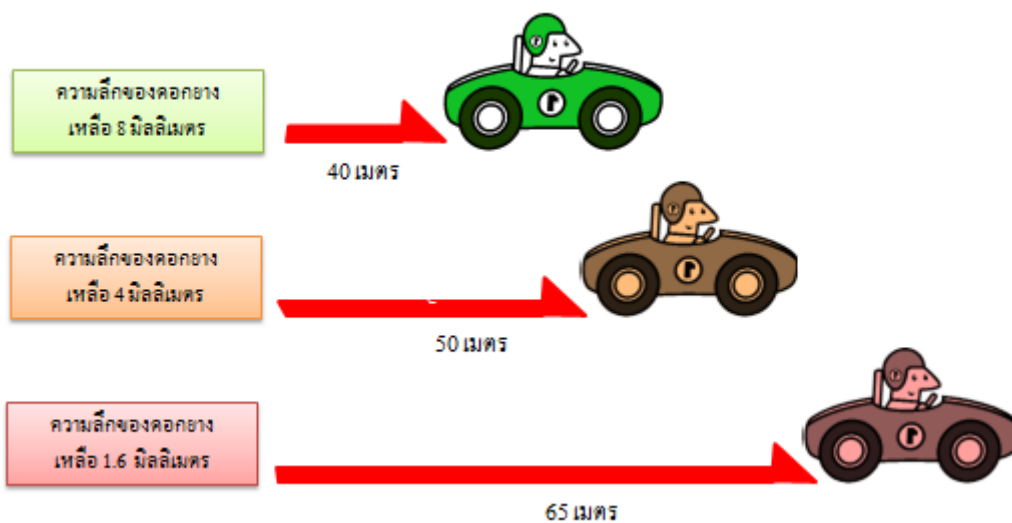 ความลึกของดอกยาง
เหลือ 8 มิลลิเมตร
40 เมตร
ความลึกของดอกยาง
เหลือ 4 มิลลิเมตร
50 เมตร
ความลึกของดอกยาง
เหลือ 1.6 มิลลิเมตร
65 เมตร